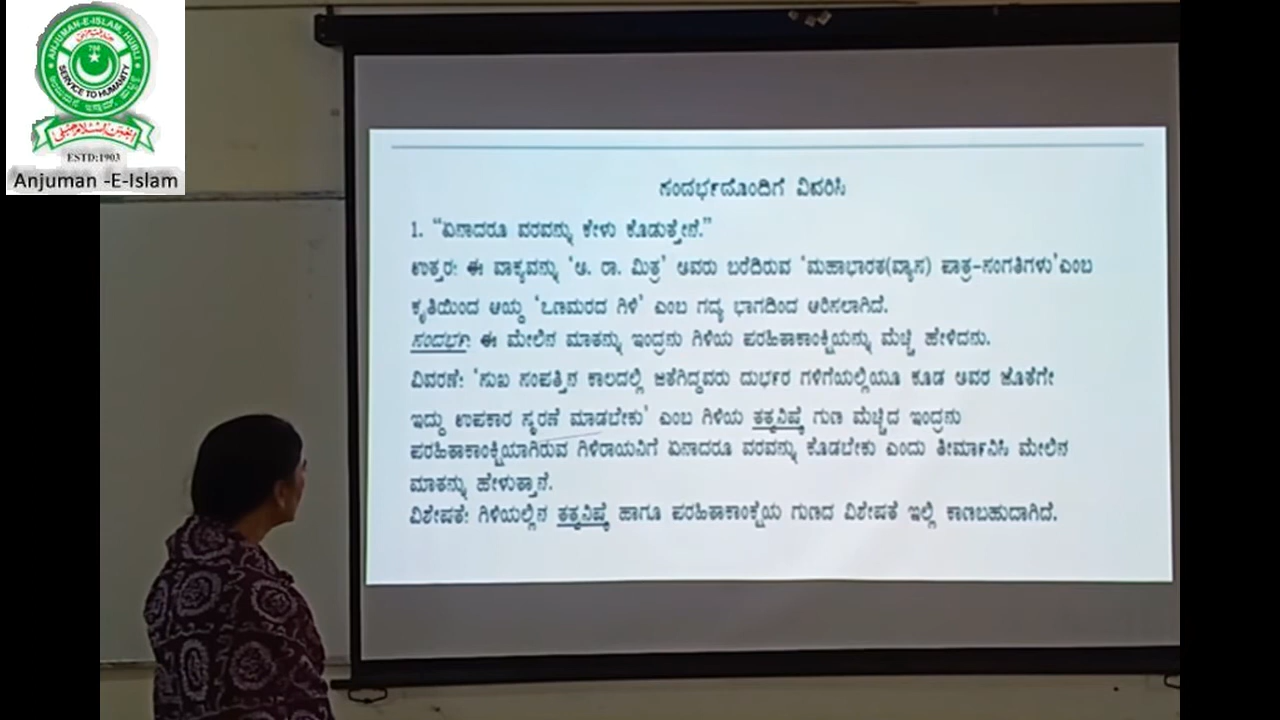 ANJUMAN-E-ISLAM, HUBLI
786
SERVICE TO HUMANITY
ESTD:1903
Anjuman -E-Islam
ಸಂದರ್ಭದೊಂದಿಗೆ ವಿವರಿಸಿ
1. “ಏನಾದರೂ ವರವನ್ನು ಕೇಳು ಕೊಡುತ್ತೇನೆ.”
ಉತ್ತರ: ಈ ವಾಕ್ಯವನ್ನು ‘ಅ. ರಾ. ಮಿತ್ರ’ ಅವರು ಬರೆದಿರುವ ‘ಮಹಾಭಾರತ(ವ್ಯಾಸ) ಪಾತ್ರ-ಸಂಗತಿಗಳು’ಎಂಬ
ಕೃತಿಯಿಂದ ಆಯ್ದ ‘ಒಣಮರದ ಗಿಳಿ’ ಎಂಬ ಗದ್ಯ ಭಾಗದಿಂದ ಆರಿಸಲಾಗಿದೆ.
ಸಂದರ್ಭ: ಈ ಮೇಲಿನ ಮಾತನ್ನು ಇಂದ್ರನು ಗಿಳಿಯ ಪರಹಿತಾಕಾಂಕ್ಷಿಯನ್ನು ಮೆಚ್ಚಿ ಹೇಳಿದನು.
ವಿವರಣೆ: ‘ಸುಖ ಸಂಪತ್ತಿನ ಕಾಲದಲ್ಲಿ ಜತೆಗಿದ್ದವರು ದುರ್ಭರ ಗಳಿಗೆಯಲ್ಲಿಯೂ ಕೂಡ ಅವರ ಜೊತೆಗೇ
ಇದ್ದು ಉಪಕಾರ ಸ್ಮರಣೆ ಮಾಡಬೇಕು’ ಎಂಬ ಗಿಳಿಯ ತತ್ವನಿಷ್ಠೆ ಗುಣ ಮೆಚ್ಚಿದ ಇಂದ್ರನು
ಪರಹಿತಾಕಾಂಕ್ಷಿಯಾಗಿರುವ ಗಿಳಿರಾಯನಿಗೆ ಏನಾದರೂ ವರವನ್ನು ಕೊಡಬೇಕು ಎಂದು ತೀರ್ಮಾನಿಸಿ ಮೇಲಿನ
ಮಾತನ್ನು ಹೇಳುತ್ತಾನೆ.
ವಿಶೇಷತೆ: ಗಿಳಿಯಲ್ಲಿನ ತತ್ವನಿಷ್ಠೆ ಹಾಗೂ ಪರಹಿತಾಕಾಂಕ್ಷೆಯ ಗುಣದ ವಿಶೇಷತೆ ಇಲ್ಲಿ ಕಾಣಬಹುದಾಗಿದೆ.